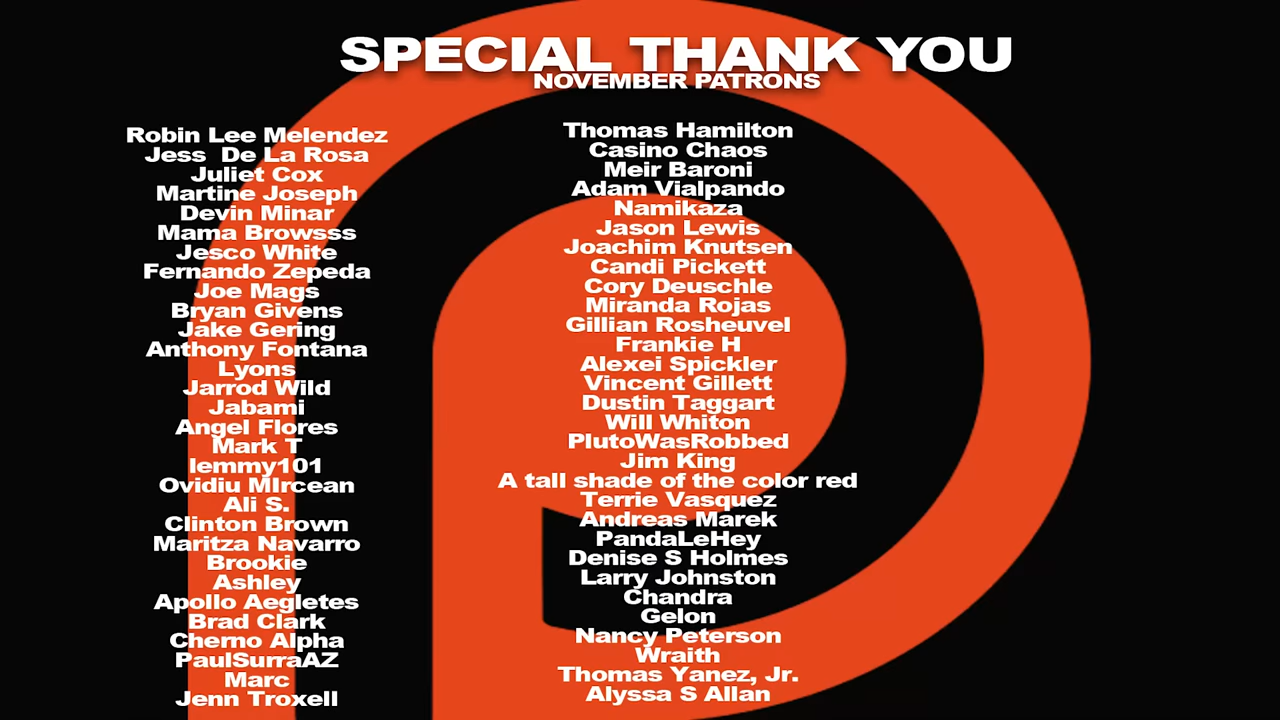 SPECIAL THANK YOU
NOVEMBER PATRONS
Robin Lee Melendez
Jess  De La Rosa
Juliet Cox
Martine Joseph
Devin Minar
Mama Browsss
Jesco White
Fernando Zepeda
Joe Mags
Bryan Givens
Jake Gering
Anthony Fontana
Lyons
Jarrod Wild
Jabami
Angel Flores
Mark T
lemmy101
Ovidiu MIrcean
Ali S.
Clinton Brown
Maritza Navarro
Brookie
Ashley
Apollo Aegletes
Brad Clark
Cherno Alpha
PaulSurraAZ
Marc
Jenn Troxell
Thomas Hamilton
Casino Chaos
Meir Baroni
Adam Vialpando
Namikaza
Jason Lewis
Joachim Knutsen
Candi Pickett
Cory Deuschle
Miranda Rojas
Gillian Rosheuvel
Frankie H
Alexei Spickler
Vincent Gillett
Dustin Taggart
Will Whiton
PlutoWasRobbed
Jim King
A tall shade of the color red
Terrie Vasquez
Andreas Marek
PandaLeHey
Denise S Holmes
Larry Johnston
Chandra
Gelon
Nancy Peterson
Wraith
Thomas Yanez, Jr.
Alyssa S Allan